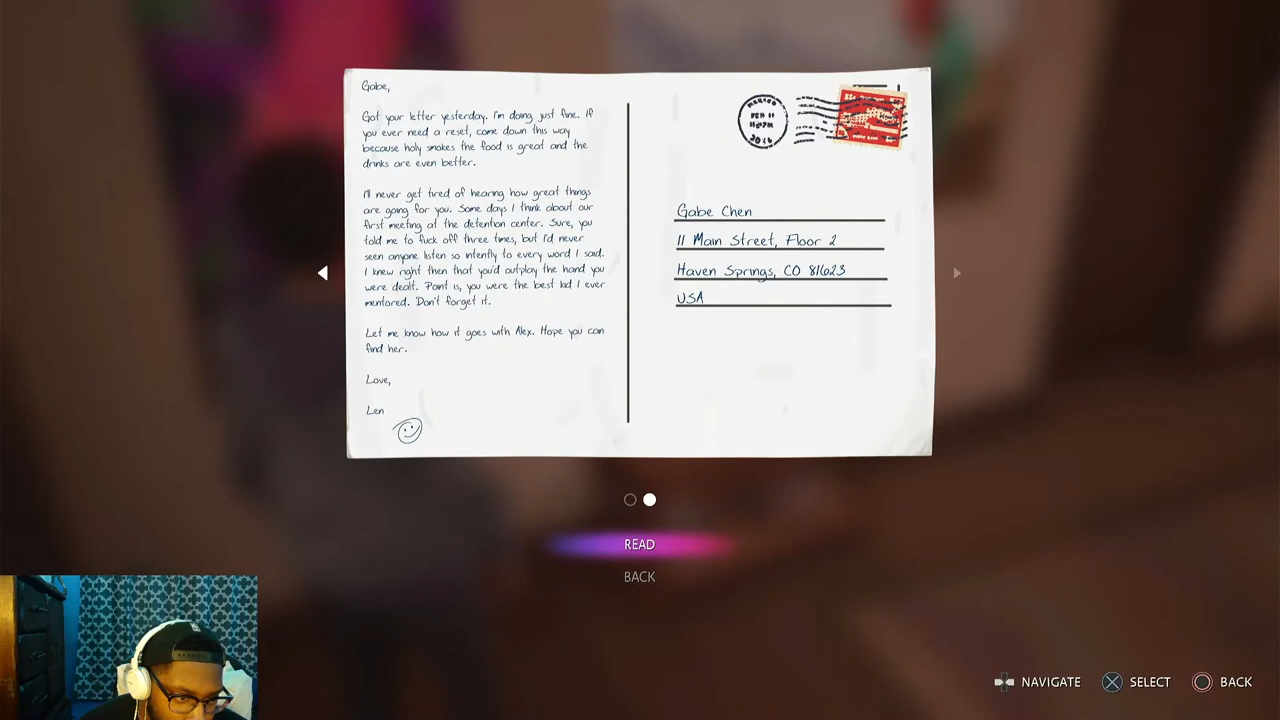 Gabe,
Got your letter yesterday. I'm doing just fine. If
you ever need a reset, come down this way
because holy smokes the food is great and the
drinks are even better.
I'll never get tired of hearing how great things
are going for you. Some days I think about our
first meeting at the detention center. Sure, you
told me to fuck off three times, but I'd never
seen anyone listen so intently to every word I said.
I knew right then that you'd outplay the hand you
were dealt. Point is, you were the best kid I ever
mentored. Don't forget it.
Let me know how it goes with Alex. Hope you can
find her.
Love,
Len
MEXICO
FEB 11
Gabe Chen
11 Main Street, Floor 2
Haven Springs, CO 81623
USA
READ
BACK
NAVIGATE
SELECT
BACK